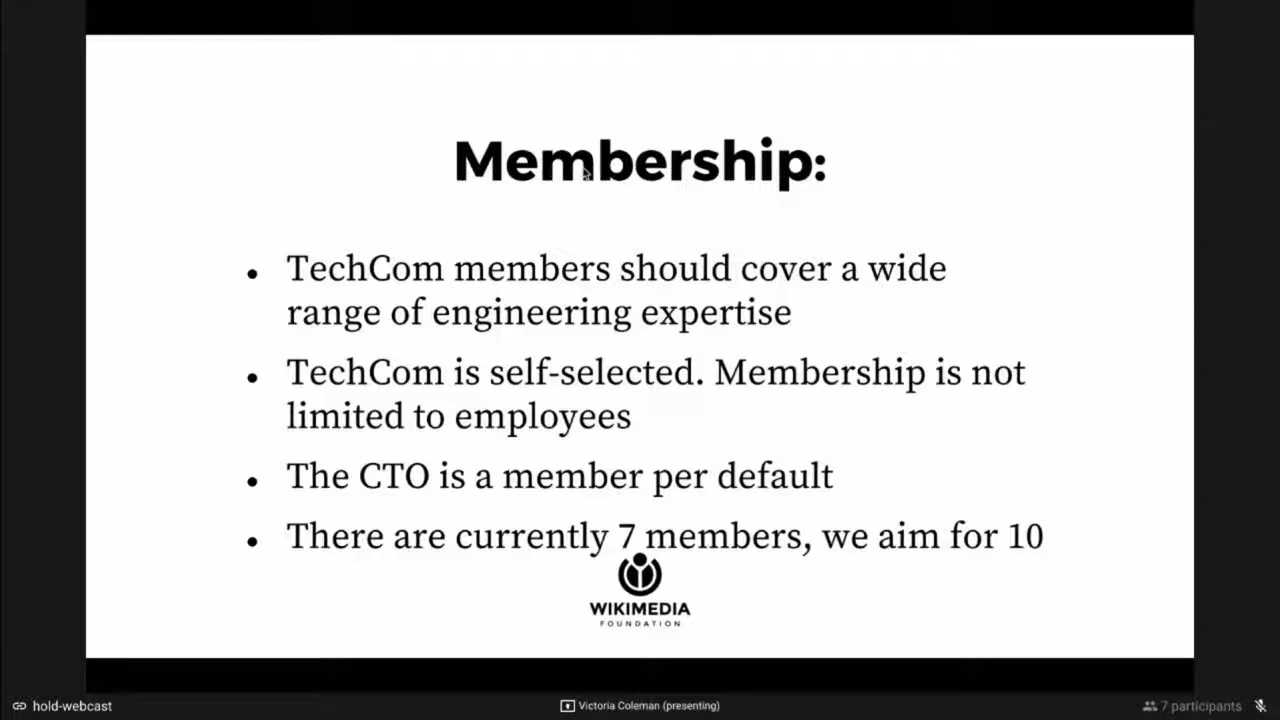 Membership:
• TechCom members should cover a wide
range of engineering expertise
• TechCom is self-selected. Membership is not
limited to employees
• The CTO is a member per default
• There are currently 7 members, we aim for 10
WIKIMEDIA
FOUNDATION
hold-webcast
Victoria Coleman (presenting)
7 participants